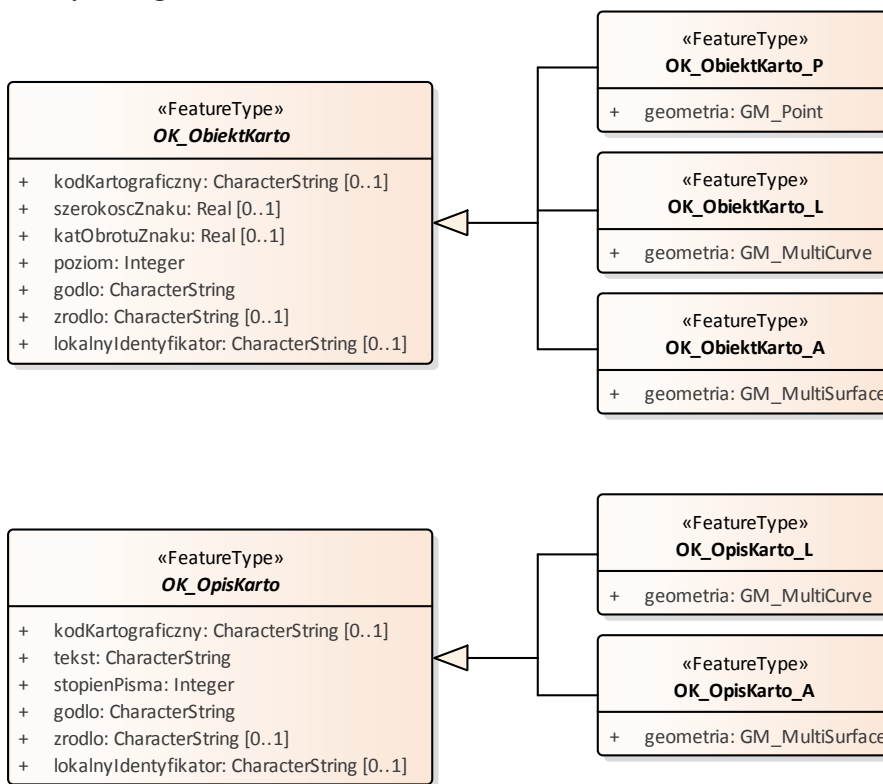 «FeatureType»
OK_ObiektKarto
+ kodKartograficzny: CharacterString [0..1]
+ szerokoscZnaku: Real [0..1]
+ katObrotuZnaku: Real [0..1]
+ poziom: Integer
+ godlo: CharacterString
+ zrodlo: CharacterString [0..1]
+ lokalnyIdentyfikator: CharacterString [0..1]
«FeatureType»
OK_ObiektKarto_P
+ geometria: GM_Point
«FeatureType»
OK_ObiektKarto_L
+ geometria: GM_MultiCurve
«FeatureType»
OK_ObiektKarto_A
+ geometria: GM_MultiSurface
«FeatureType»
OK_OpisKarto
+ kodKartograficzny: CharacterString [0..1]
+ tekst: CharacterString
+ stopienPisma: Integer
+ godlo: CharacterString
+ zrodlo: CharacterString [0..1]
+ lokalnyIdentyfikator: CharacterString [0..1]
«FeatureType»
OK_OpisKarto_L
+ geometria: GM_MultiCurve
«FeatureType»
OK_OpisKarto_A
+ geometria: GM_MultiSurface